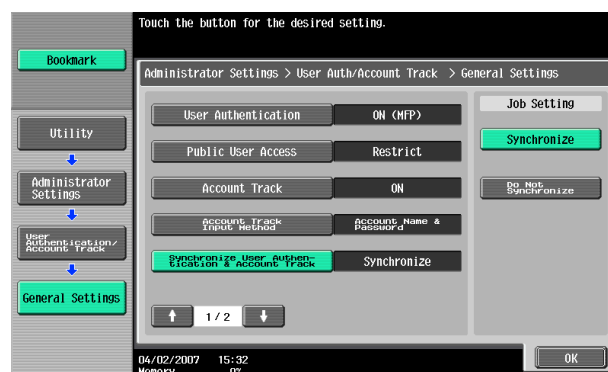 Touch the button for the desired setting.
Bookmark
Administrator Settings > User Auth/Account Track > General Settings
Job Setting
User Authentication
ON (MFP)
Synchronize
Utility
Public User Access
Restrict
Administrator
Settings
Account Track
ON
Do Not
Synchronize
Account Track
Input Method
Account Name &
Password
User
Authentication/
Account Track
Synchronize User Authen-
tication & Account Track
Synchronize
General Settings
1/2
04/02/2007 15:32
Memory 0%
OK